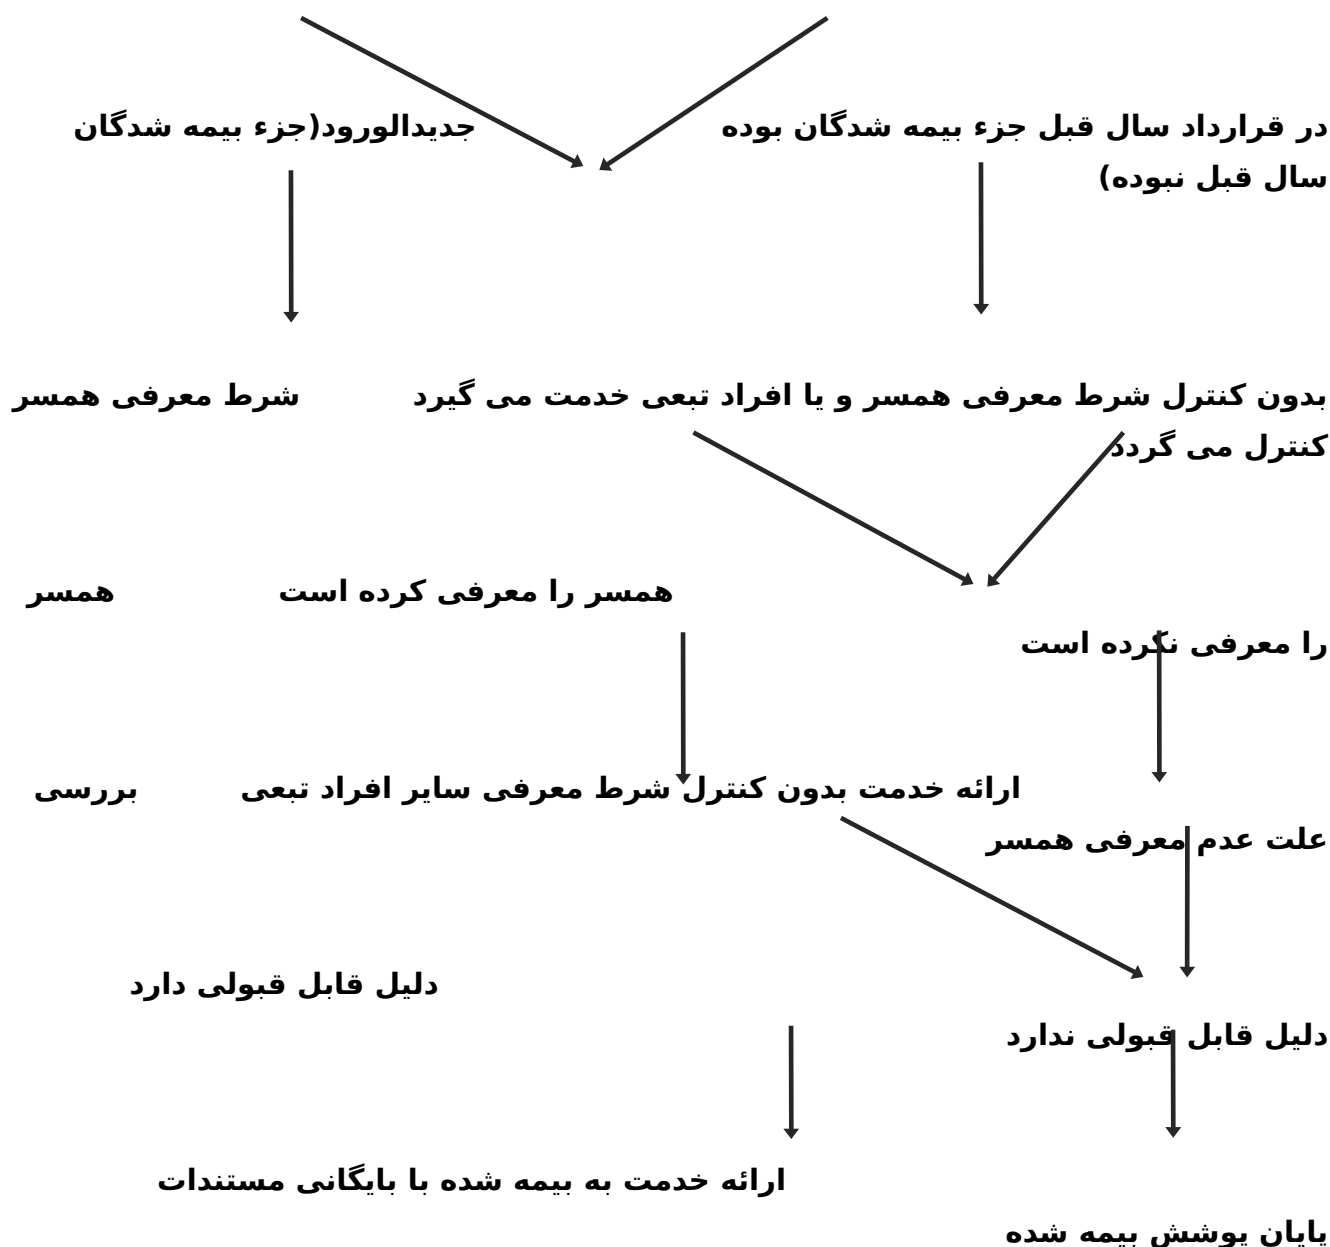 در قرارداد سال قبل جزء بیمه شدگان بوده جدیدالورود(جزء بیمه شدگان
سال قبل نبوده)
بدون کنترل شرط معرفی همسر و یا افراد تبعی خدمت می گیرد شرط معرفی همسر
کنترل می گردد
همسر را معرفی کرده است همسر
را معرفی نکرده است
ارائه خدمت بدون کنترل شرط معرفی سایر افراد تبعی بررسی
علت عدم معرفی همسر
دلیل قابل قبولی دارد
دلیل قابل قبولی ندارد
ارائه خدمت به بیمه شده با بایگانی مستندات
پایان پوشش بیمه شده